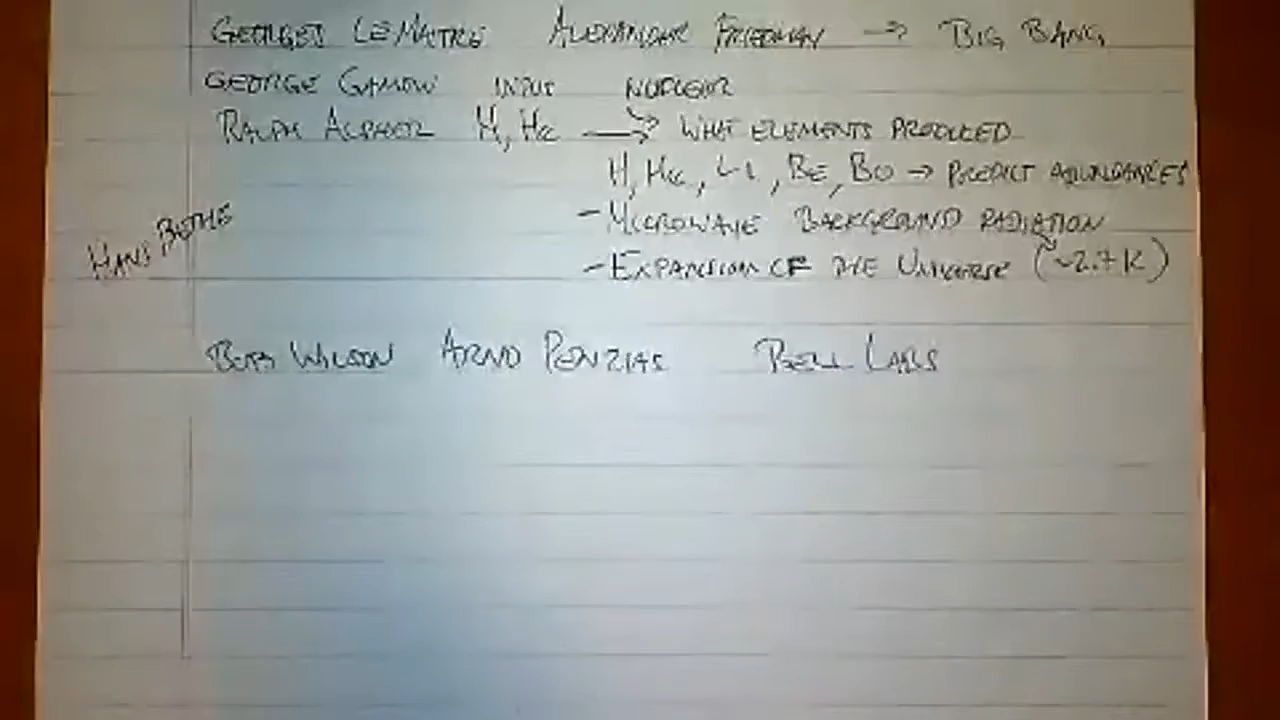 GEORGES LEMAITRE ALEXANDER FRIEDMAN → BIG BANG
GEORGE GAMOW INPUT NUCLEAR
RALPH ALPHER H, He → WHAT ELEMENTS PRODUCED
H, He, Li, BE, BO → PREDICT ABUNDANCES
- MICROWAVE BACKGROUND RADIATION
HANS BETHE
- EXPANSION OF THE UNIVERSE (~2.7 K)
BOB WILSON ARNO PENZIAS BELL LABS